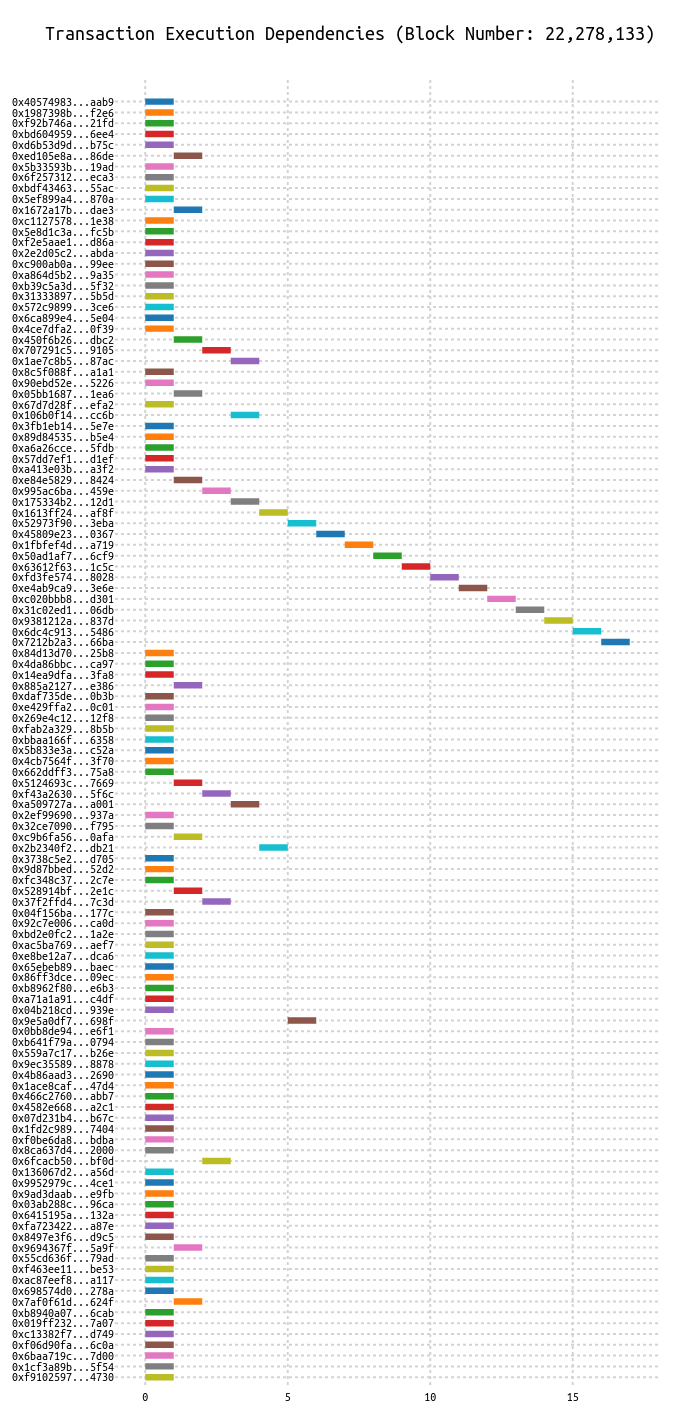 Transaction Execution Dependencies (Block Number: 22,278,133)
0x40574983...aab9
0x1987398b...f2e6
0xf92b746a...21fd
0xbd604959...6ee4
0xd6b53d9d...b75c
0xed105e8a...86de
0x5b33593b...19ad
0x6f257312...eca3
0xbdf43463...55ac
0x5ef899a4...870a
0x1672a17b...dae3
0xc1127578...1e38
0x5e8d1c3a...fc5b
0xf2e5aae1...d86a
0x2e2d05c2...abda
0xc900ab0a...99ee
0xa864d5b2...9a35
0xb39c5a3d...5f32
0x31333897...5b5d
0x572c9899...3ce6
0x6ca899e4...5e04
0x4ce7dfa2...0f39
0x450f6b26...dbc2
0x707291c5...9105
0x1ae7c8b5...87ac
0x8c5f088f...a1a1
0x90ebd52e...5226
0x05bb1687...1ea6
0x67d7d28f...efa2
0x106b0f14...cc6b
0x3fb1eb14...5e7e
0x89d84535...b5e4
0xa6a26cce...5fdb
0x57dd7ef1...d1ef
0xa413e03b...a3f2
0xe84e5829...8424
0x995ac6ba...459e
0x175334b2...12d1
0x1613ff24...af8f
0x52973f90...3eba
0x45809e23...0367
0x1fbfef4d...a719
0x50ad1af7...6cf9
0x63612f63...1c5c
0xfd3fe574...8028
0xe4ab9ca9...3e6e
0xc020bbb8...d301
0x31c02ed1...06db
0x9381212a...837d
0x6dc4c913...5486
0x7212b2a3...66ba
0x84d13d70...25b8
0x4da86bbc...ca97
0x14ea9dfa...3fa8
0x885a2127...e386
0xdaf735de...0b3b
0xe429ffa2...0c01
0x269e4c12...12f8
0xfab2a329...8b5b
0xbbaa166f...6358
0x5b833e3a...c52a
0x4cb7564f...3f70
0x662ddff3...75a8
0x5124693c...7669
0xf43a2630...5f6c
0xa509727a...a001
0x2ef99690...937a
0x32ce7090...f795
0xc9b6fa56...0afa
0x2b2340f2...db21
0x3738c5e2...d705
0x9d87bbed...52d2
0xfc348c37...2c7e
0x528914bf...2e1c
0x37f2ffd4...7c3d
0x04f156ba...177c
0x92c7e006...ca0d
0xbd2e0fc2...1a2e
0xac5ba769...aef7
0xe8be12a7...dca6
0x65ebeb89...baec
0x86ff3dce...09ec
0xb8962f80...e6b3
0xa71a1a91...c4df
0x04b218cd...939e
0x9e5a0df7...698f
0x0bb8de94...e6f1
0xb641f79a...0794
0x559a7c17...b26e
0x9ec35589...8878
0x4b86aad3...2690
0x1ace8caf...47d4
0x466c2760...abb7
0x4582e668...a2c1
0x07d231b4...b67c
0x1fd2c989...7404
0xf0be6da8...bdba
0x8ca637d4...2000
0x6fcacb50...bf0d
0x136067d2...a56d
0x9952979c...4ce1
0x9ad3daab...e9fb
0x03ab288c...96ca
0x6415195a...132a
0xfa723422...a87e
0x8497e3f6...d9c5
0x9694367f...5a9f
0x55cd636f...79ad
0xf463ee11...be53
0xac87eef8...a117
0x698574d0...278a
0x7af0f61d...624f
0xb8940a07...6cab
0x019ff232...7a07
0xc13382f7...d749
0xf06d90fa...6c0a
0x6baa719c...7d00
0x1cf3a89b...5f54
0xf9102597...4730
0 5 10 15